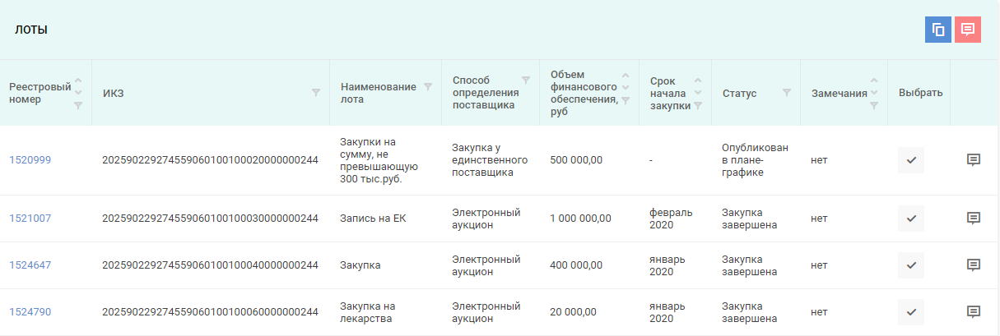 ЛОТЫ
Реестровый номер
ИКЗ
Наименование лота
Способ определения поставщика
Объем финансового обеспечения, руб
Срок начала закупки
Статус
Замечания
Выбрать
1520999
202590229274559060100100020000000244
Закупки на сумму, не превышающую 300 тыс.руб.
Закупка у единственного поставщика
500 000,00
-
Опубликован в плане-графике
нет
1521007
202590229274559060100100030000000244
Запись на ЕК
Электронный аукцион
1 000 000,00
февраль 2020
Закупка завершена
нет
1524647
202590229274559060100100040000000244
Закупка
Электронный аукцион
400 000,00
январь 2020
Закупка завершена
нет
1524790
202590229274559060100100060000000244
Закупка на лекарства
Электронный аукцион
20 000,00
январь 2020
Закупка завершена
нет